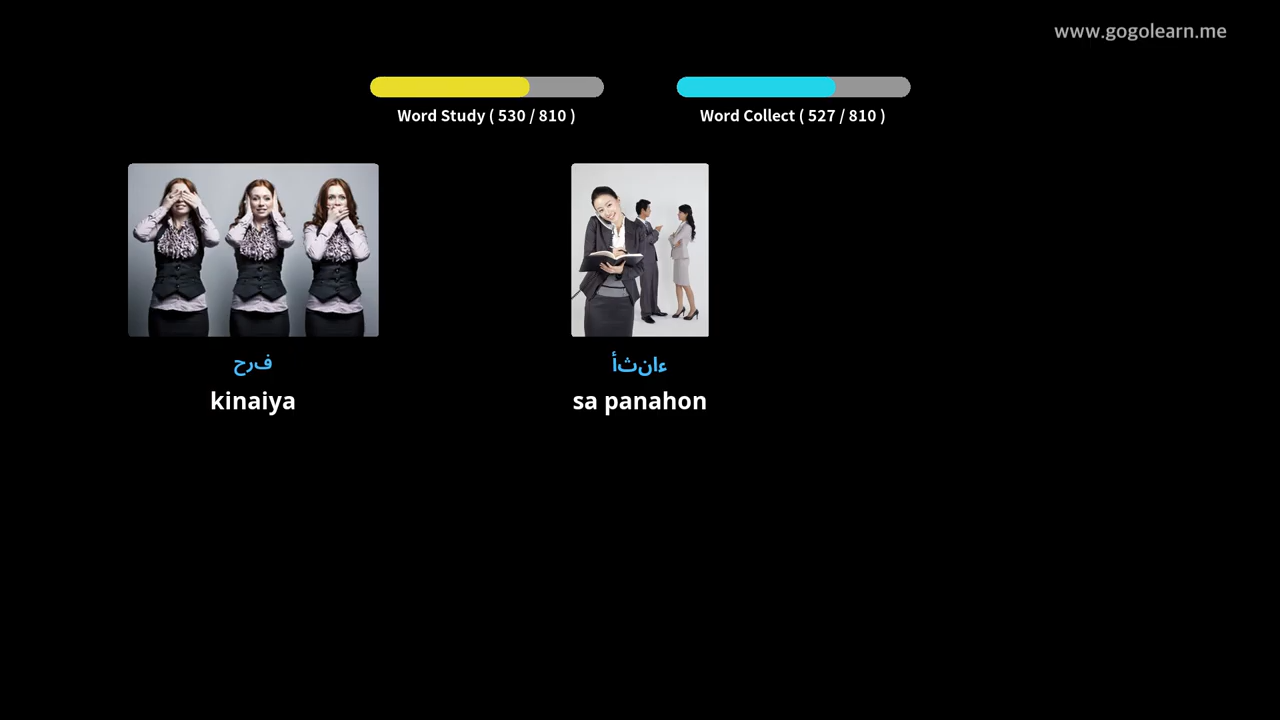 www.gogolearn.me
Word Study ( 530 / 810 )
Word Collect ( 527 / 810 )
فرح
kinaiya
ءانثأ
sa panahon